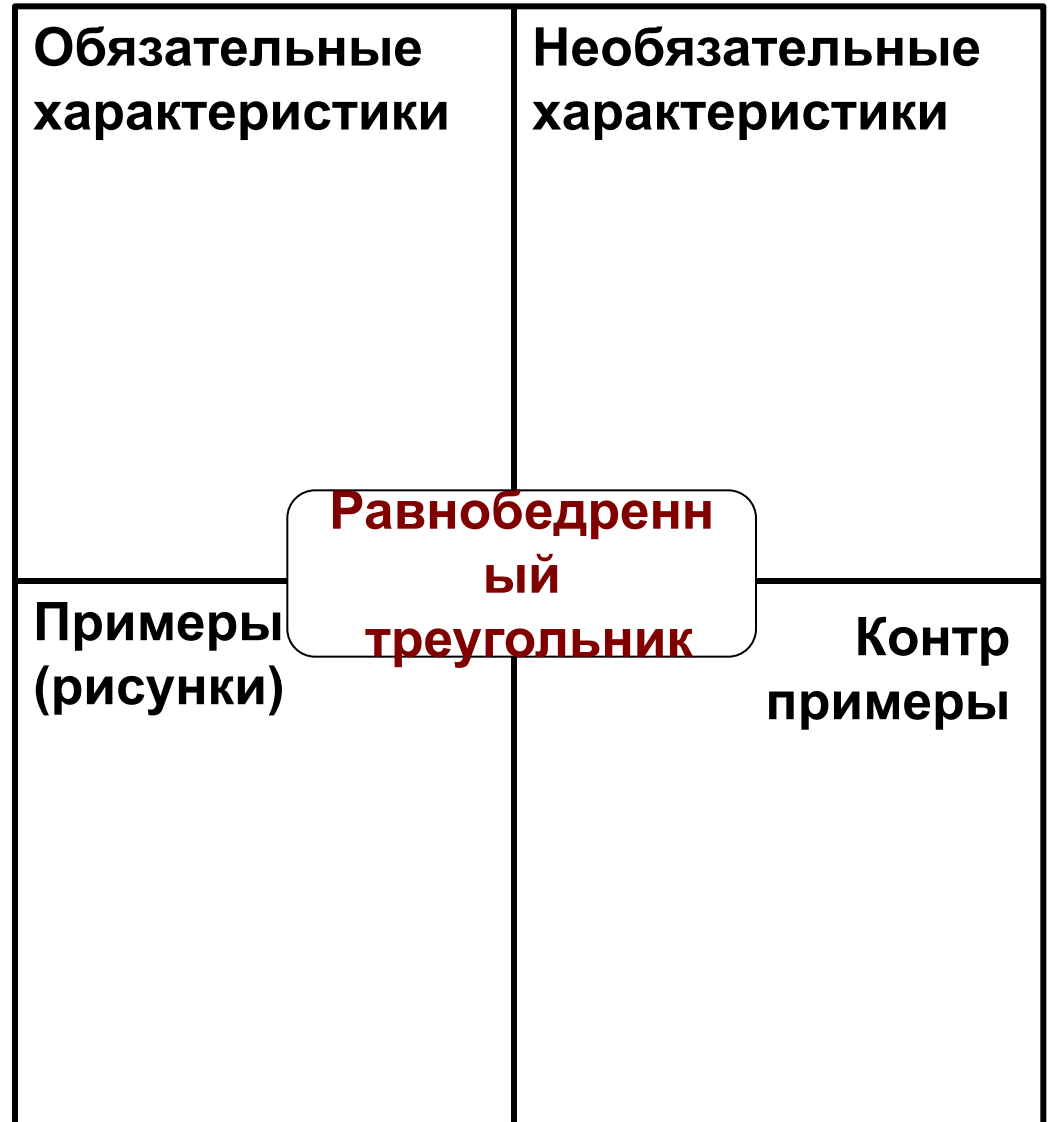 Обязательные
характеристики
Необязательные
характеристики
Равнобедренн
ый
треугольник
Примеры
(рисунки)
Контр
примеры